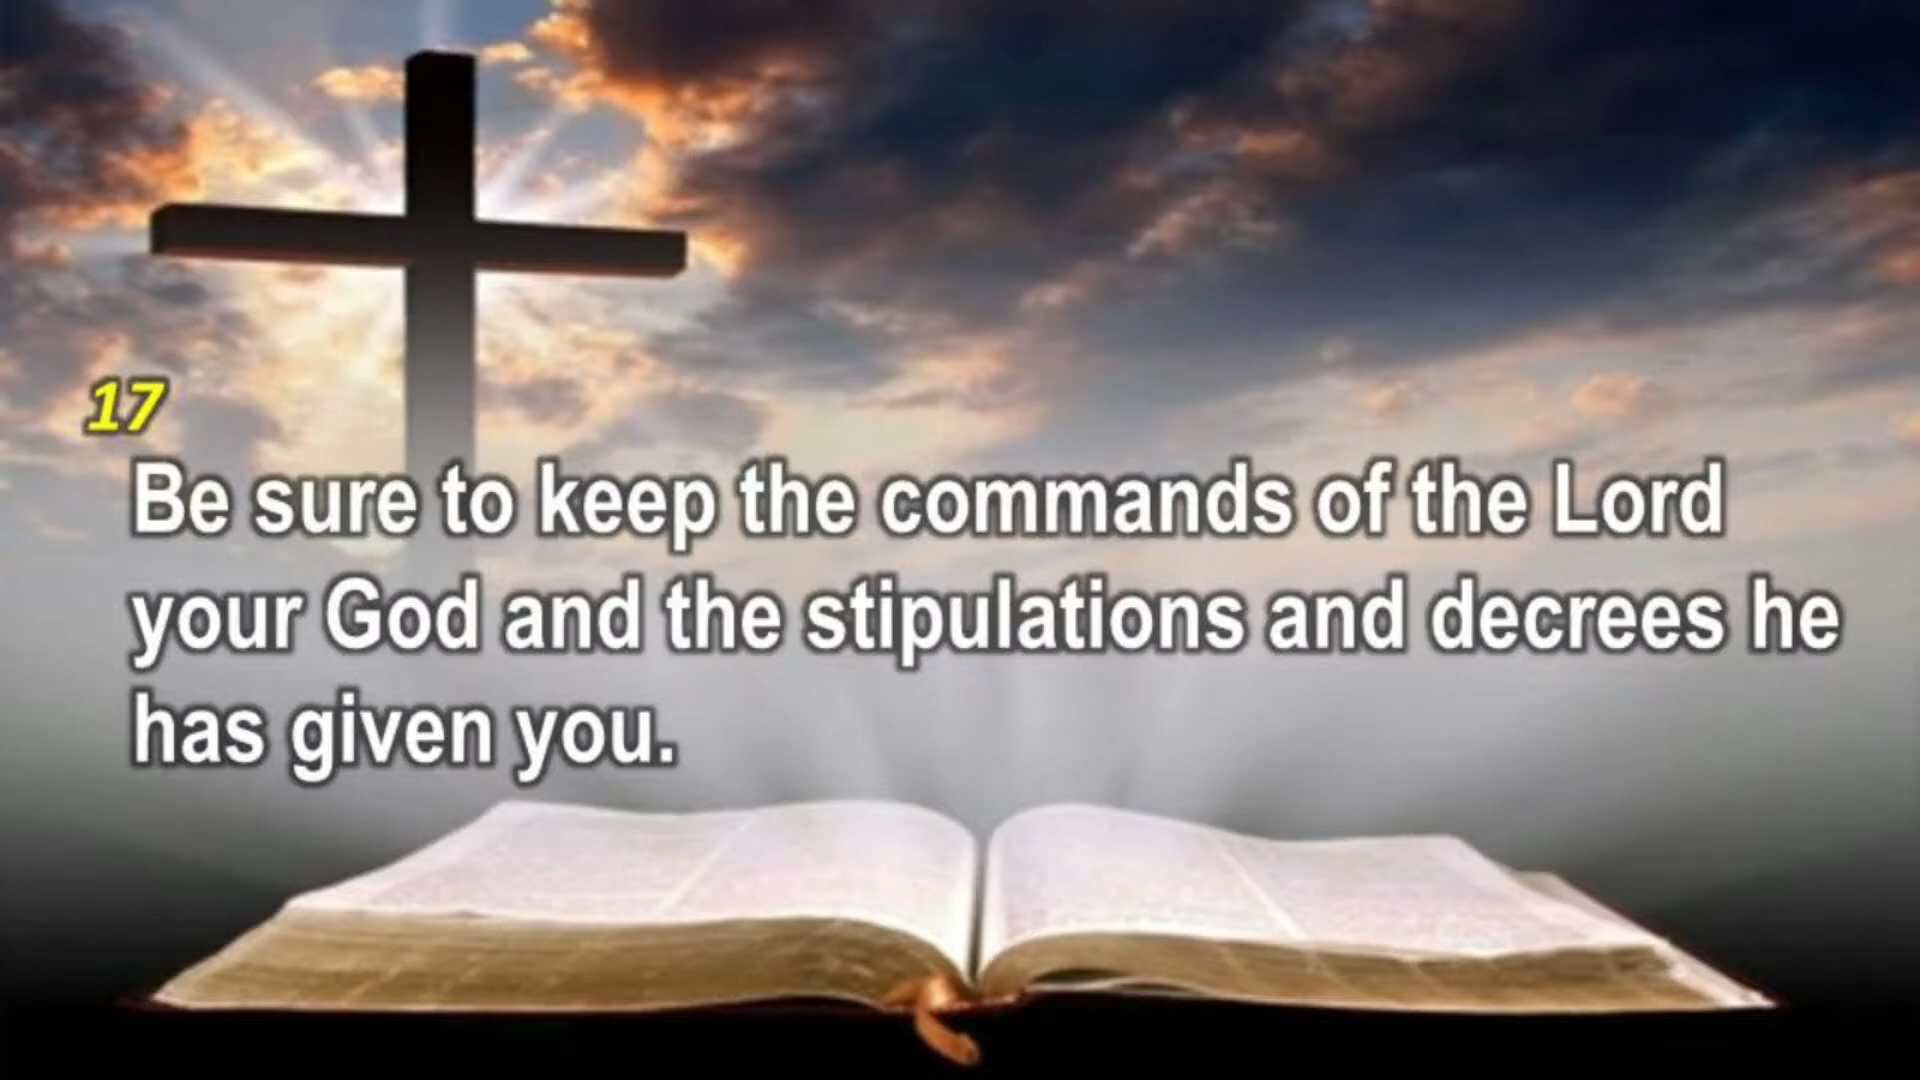 17
Be sure to keep the commands of the Lord
your God and the stipulations and decrees he
has given you.